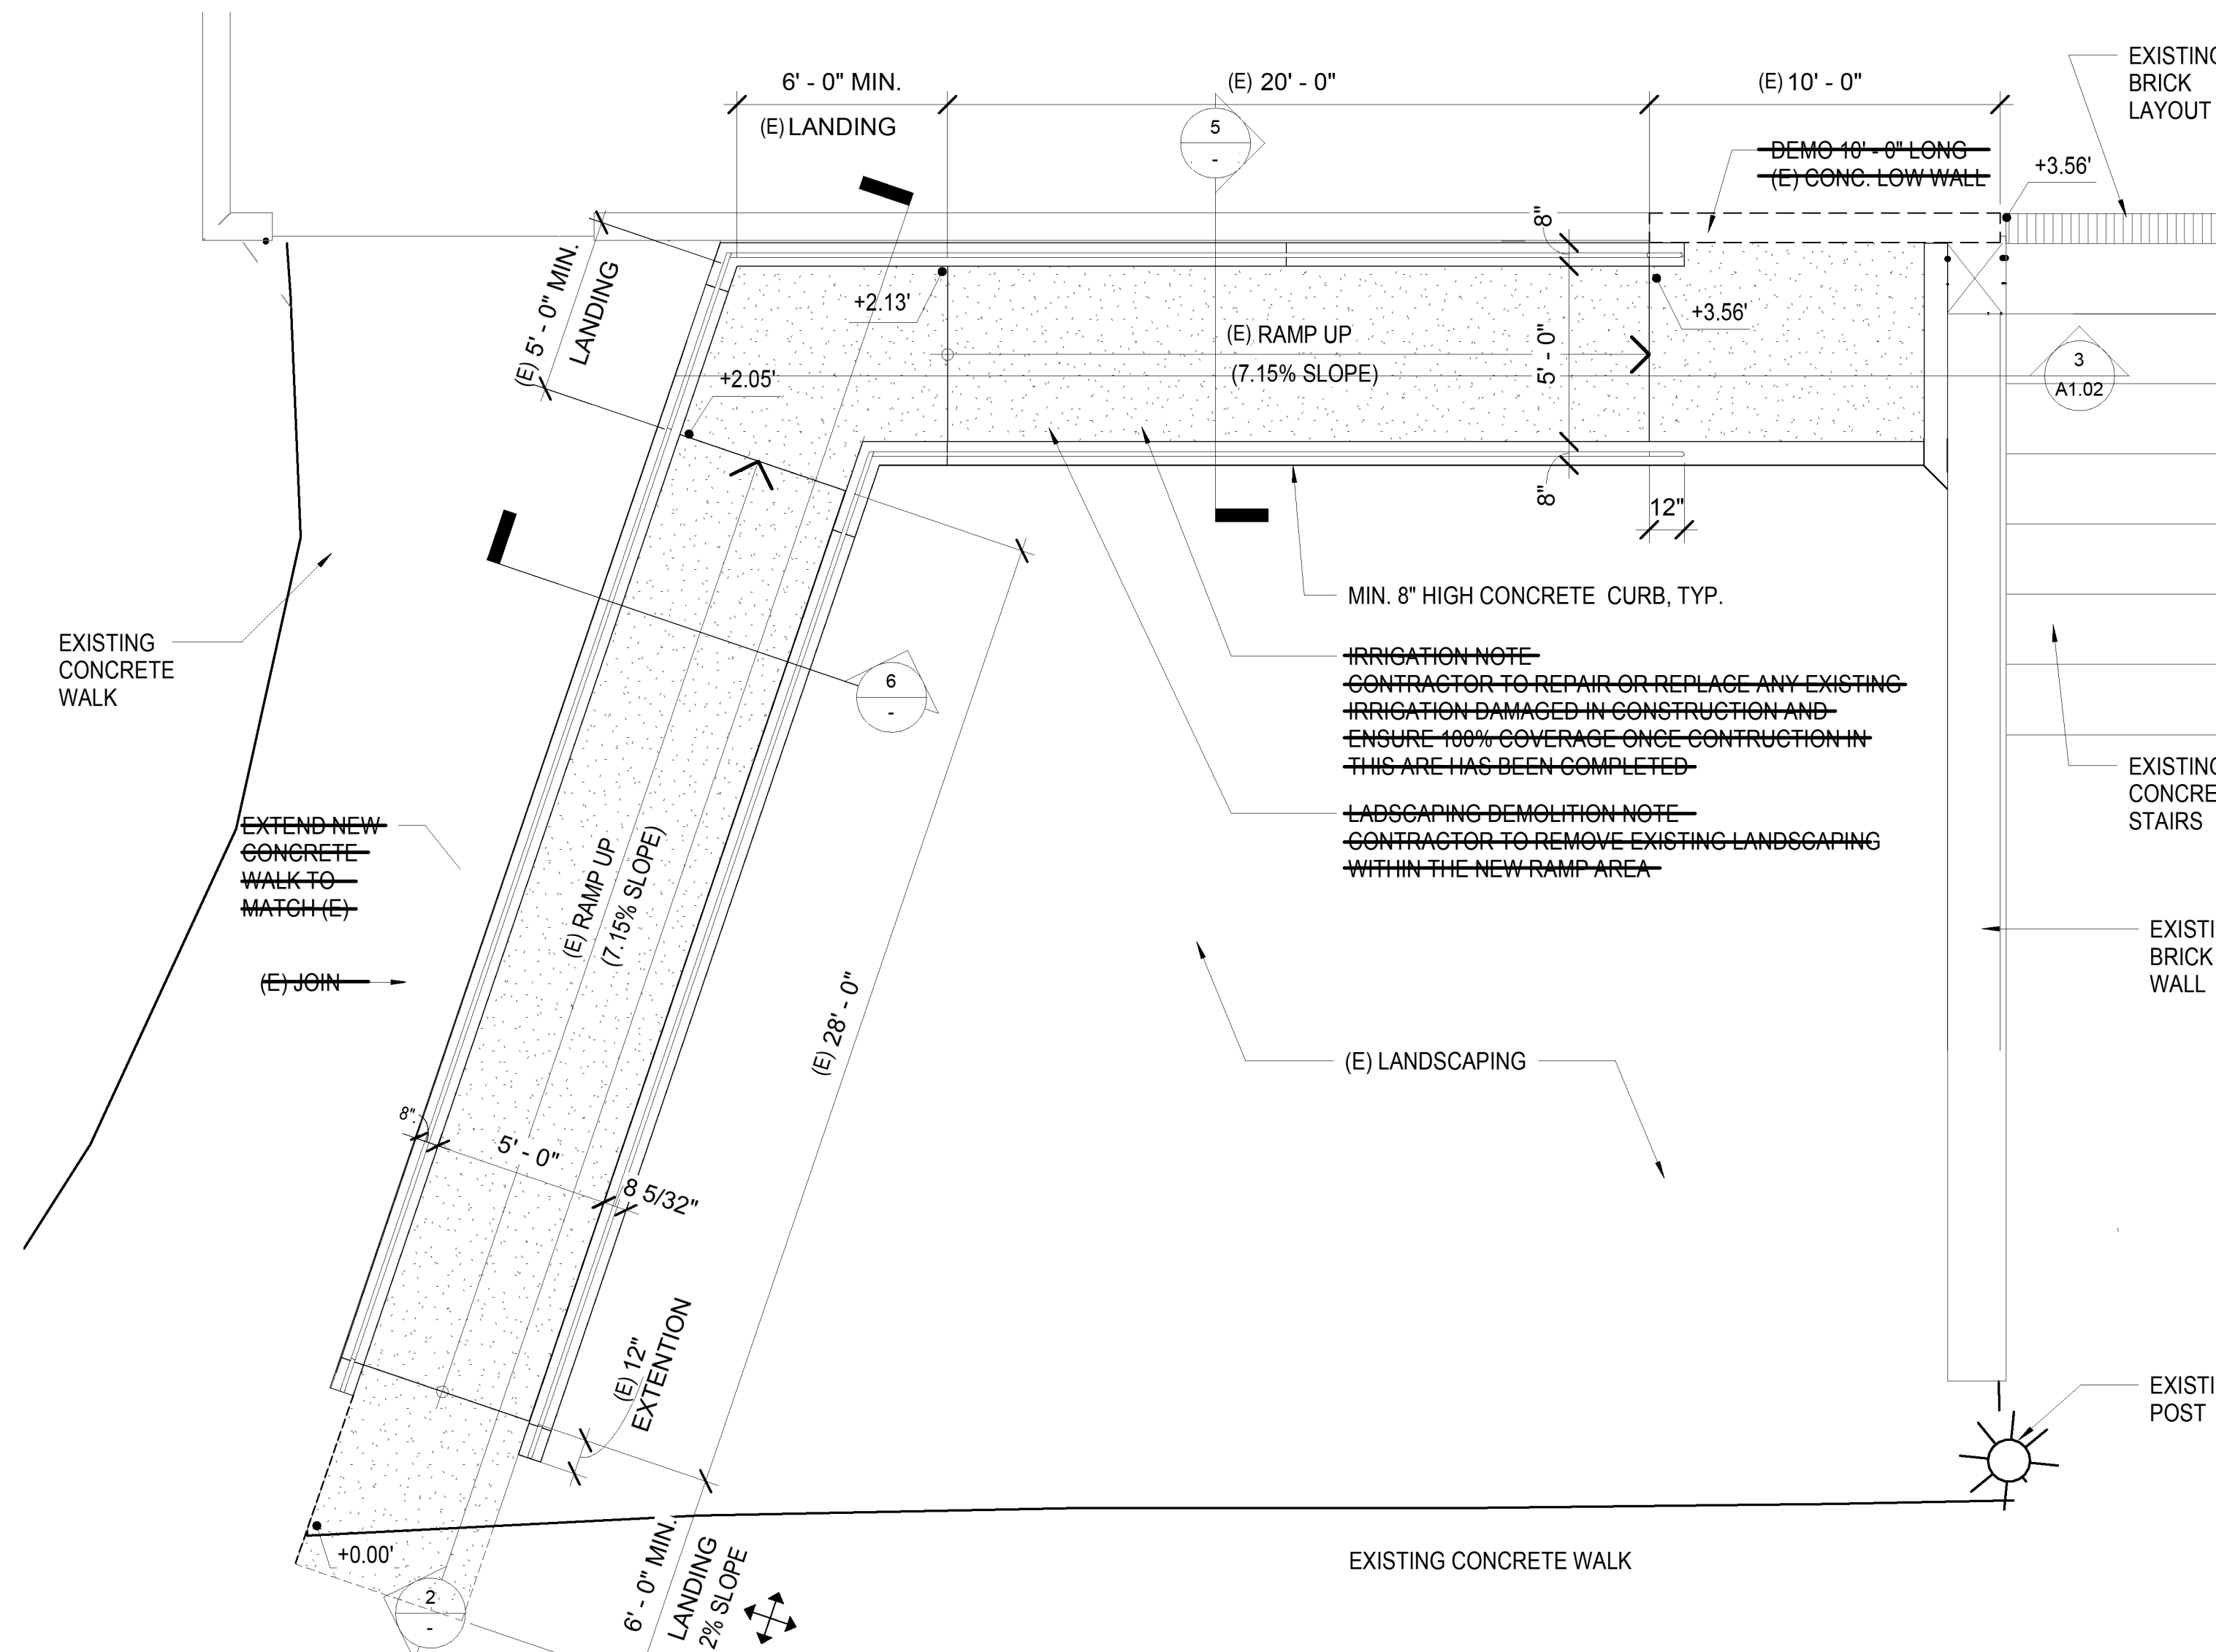 6' - 0" MIN.
(E) LANDING
(E) 20' - 0"
(E) 10' - 0"
EXISTING
BRICK
LAYOUT
5
-
DEMO 10' - 0" LONG
(E) CONC. LOW WALL
+3.56'
8"
(E) 5' - 0" MIN.
LANDING
+2.13'
+3.56'
(E) RAMP UP
(7.15% SLOPE)
5' - 0"
+2.05'
3
A1.02
8"
12"
MIN. 8" HIGH CONCRETE CURB, TYP.
EXISTING
CONCRETE
WALK
IRRIGATION NOTE
CONTRACTOR TO REPAIR OR REPLACE ANY EXISTING
IRRIGATION DAMAGED IN CONSTRUCTION AND
ENSURE 100% COVERAGE ONCE CONTRUCTION IN
THIS ARE HAS BEEN COMPLETED
6
-
EXISTING
CONCRE
STAIRS
LADSCAPING DEMOLITION NOTE
CONTRACTOR TO REMOVE EXISTING LANDSCAPING
WITHIN THE NEW RAMP AREA
EXTEND NEW
CONCRETE
WALK TO
MATCH (E)
(E) RAMP UP
(7.15% SLOPE)
(E) JOIN
(E) 28' - 0"
EXISTI
BRICK
WALL
(E) LANDSCAPING
8"
5' - 0"
8 5/32"
(E) 12"
EXTENTION
EXISTI
POST
+0.00'
6' - 0" MIN.
LANDING
2% SLOPE
EXISTING CONCRETE WALK
2
-